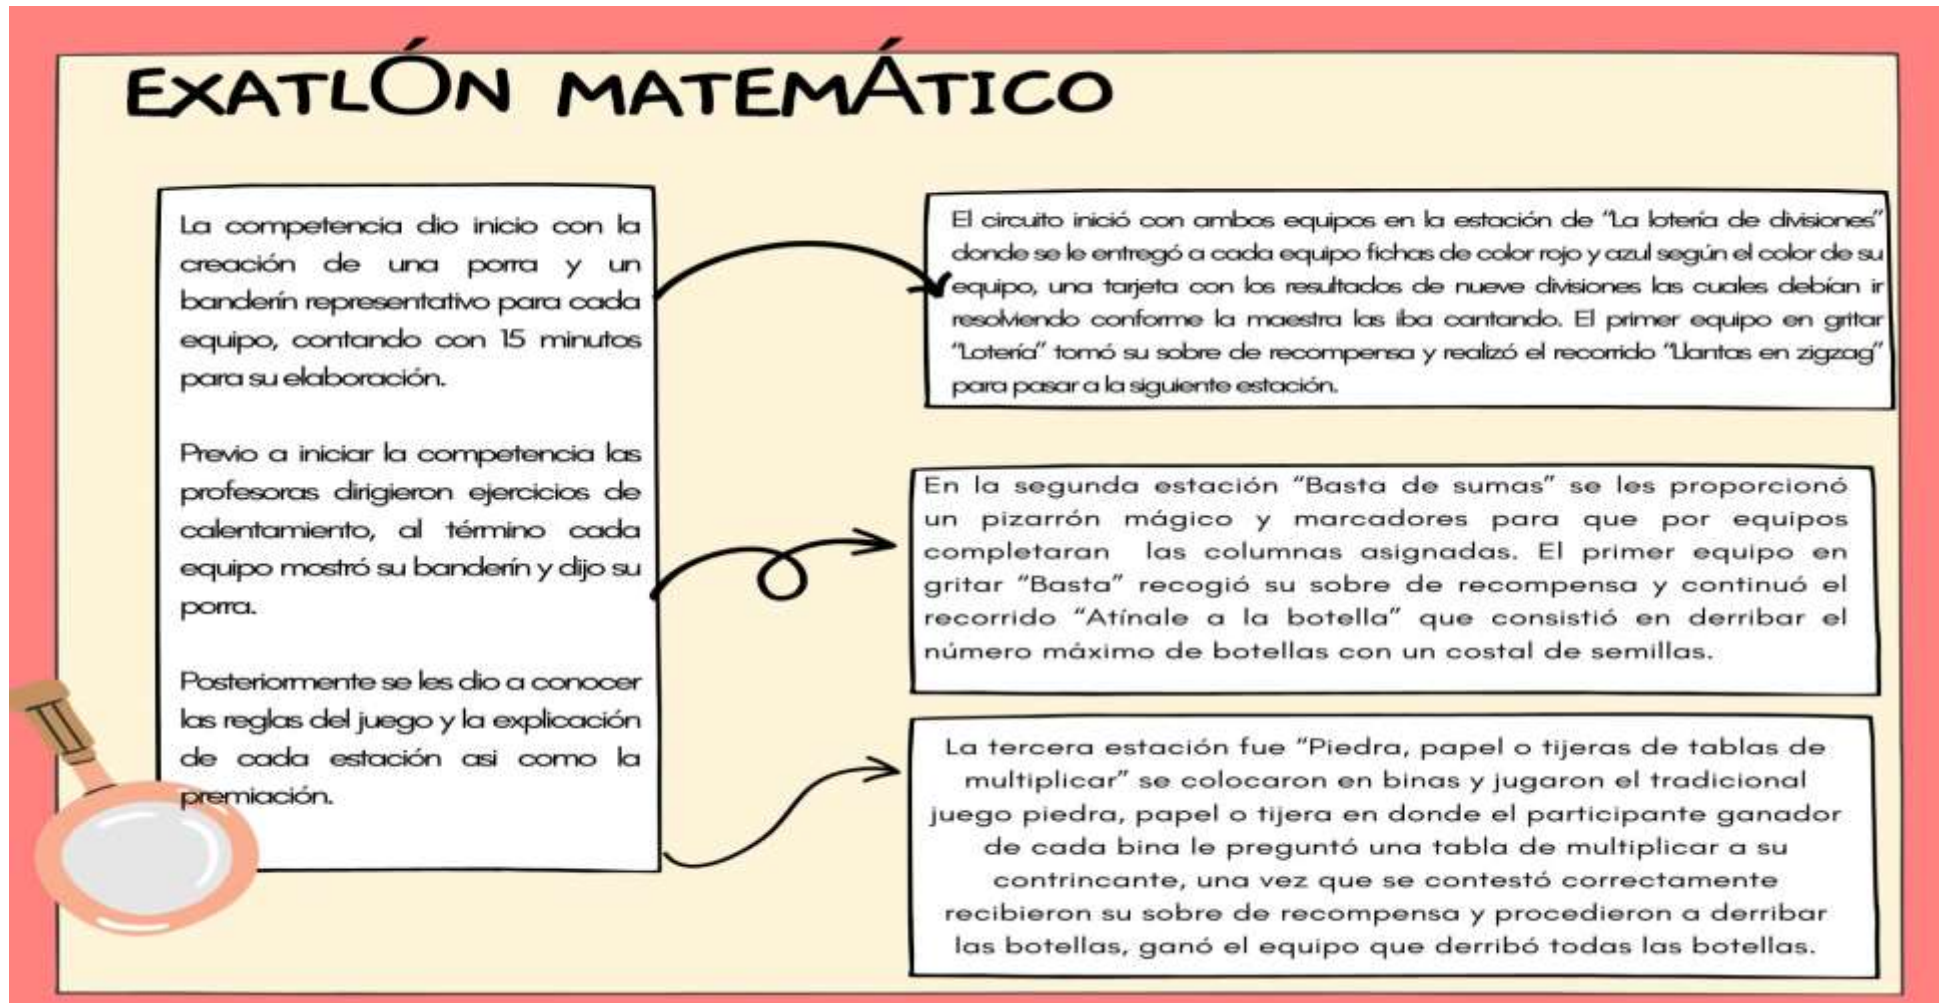 EXATLÓN MATEMÁTICO
La competencia dio inicio con la
creación de una porra y un
banderín representativo para cada
equipo, contando con 15 minutos
para su elaboración.
Previo a iniciar la competencia las
profesoras dirigieron ejercicios de
calentamiento, al término cada
equipo mostró su banderín y dijo su
porra.
Posteriormente se les dio a conocer
las reglas del juego y la explicación
de cada estación asi como la
premiación.
El circuito inició con ambos equipos en la estación de “La lotería de divisiones”
donde se le entregó a cada equipo fichas de color rojo y azul según el color de su
equipo, una tarjeta con los resultados de nueve divisiones las cuales debían ir
resolviendo conforme la maestra las iba cantando. El primer equipo en gritar
“Lotería” tomó su sobre de recompensa y realizó el recorrido “Llantas en zigzag”
para pasar a la siguiente estación.
En la segunda estación “Basta de sumas” se les proporcionó
un pizarrón mágico y marcadores para que por equipos
completaran las columnas asignadas. El primer equipo en
gritar “Basta” recogió su sobre de recompensa y continuó el
recorrido “Atínale a la botella” que consistió en derribar el
número máximo de botellas con un costal de semillas.
La tercera estación fue “Piedra, papel o tijeras de tablas de
multiplicar” se colocaron en binas y jugaron el tradicional
juego piedra, papel o tijera en donde el participante ganador
de cada bina le preguntó una tabla de multiplicar a su
contrincante, una vez que se contestó correctamente
recibieron su sobre de recompensa y procedieron a derribar
las botellas, ganó el equipo que derribó todas las botellas.